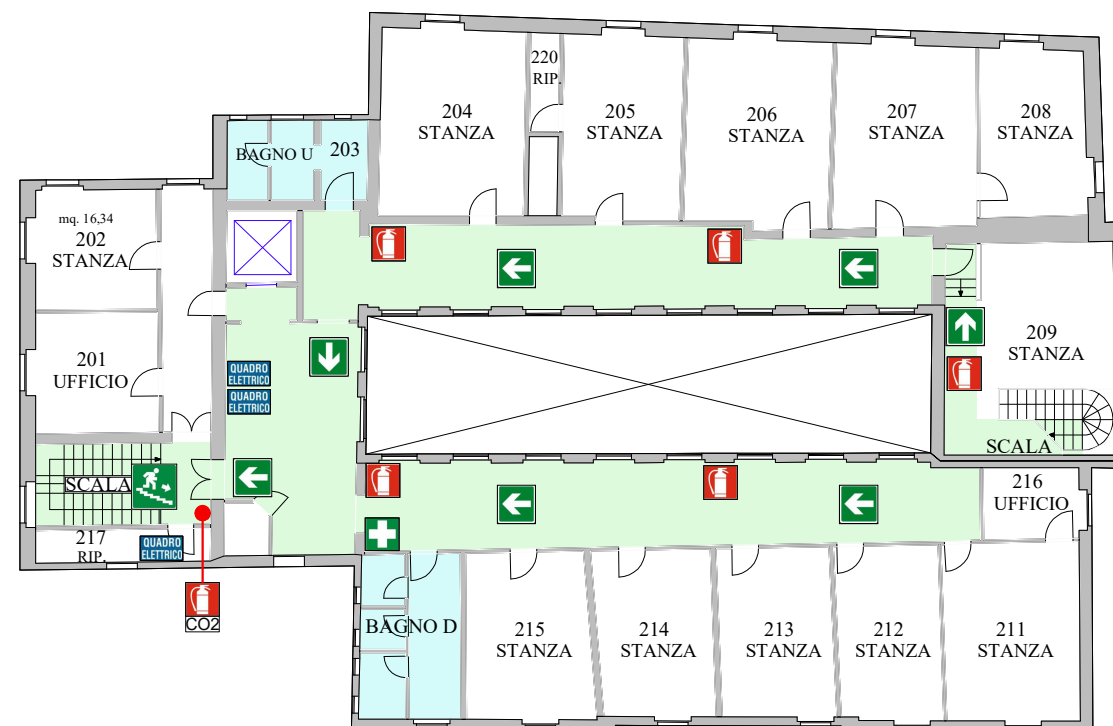 220
RIP.
204
STANZA
205
STANZA
206
STANZA
207
STANZA
208
STANZA
BAGNO U
203
mq. 16,34
202
STANZA
201
UFFICIO
QUADRO
ELETTRICO
QUADRO
ELETTRICO
209
STANZA
SCALA
SCALA
216
UFFICIO
217
RIP.
QUADRO
ELETTRICO
CO2
BAGNO D
215
STANZA
214
STANZA
213
STANZA
212
STANZA
211
STANZA